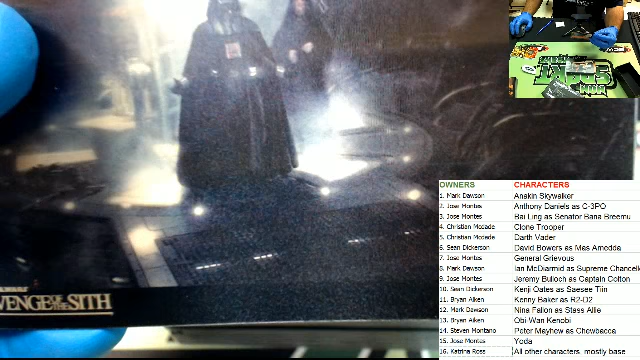 VENGE OF THE SITH
OWNERS CHARACTERS
1. Mark Dawson Anakin Skywalker
2. Jose Montes Anthony Daniels as C-3PO
3. Jose Montes Bai Ling as Senator Bana Breemu
4. Christian Mcdade Clone Trooper
5. Christian Mcdade Darth Vader
6. Sean Dickerson David Bowers as Mas Amedda
7. Jose Montes General Grievous
8. Mark Dawson Ian McDiarmid as Supreme Chancell
9. Jose Montes Jeremy Bulloch as Captain Colton
10. Sean Dickerson Kenji Oates as Saesee Tiin
11. Bryan Aiken Kenny Baker as R2-D2
12. Mark Dawson Nina Fallon as Stass Allie
13. Bryan Aiken Obi-Wan Kenobi
14. Steven Montano Peter Mayhew as Chewbacca
15. Jose Montes Yoda
16. Katrina Ross All other characters, mostly base